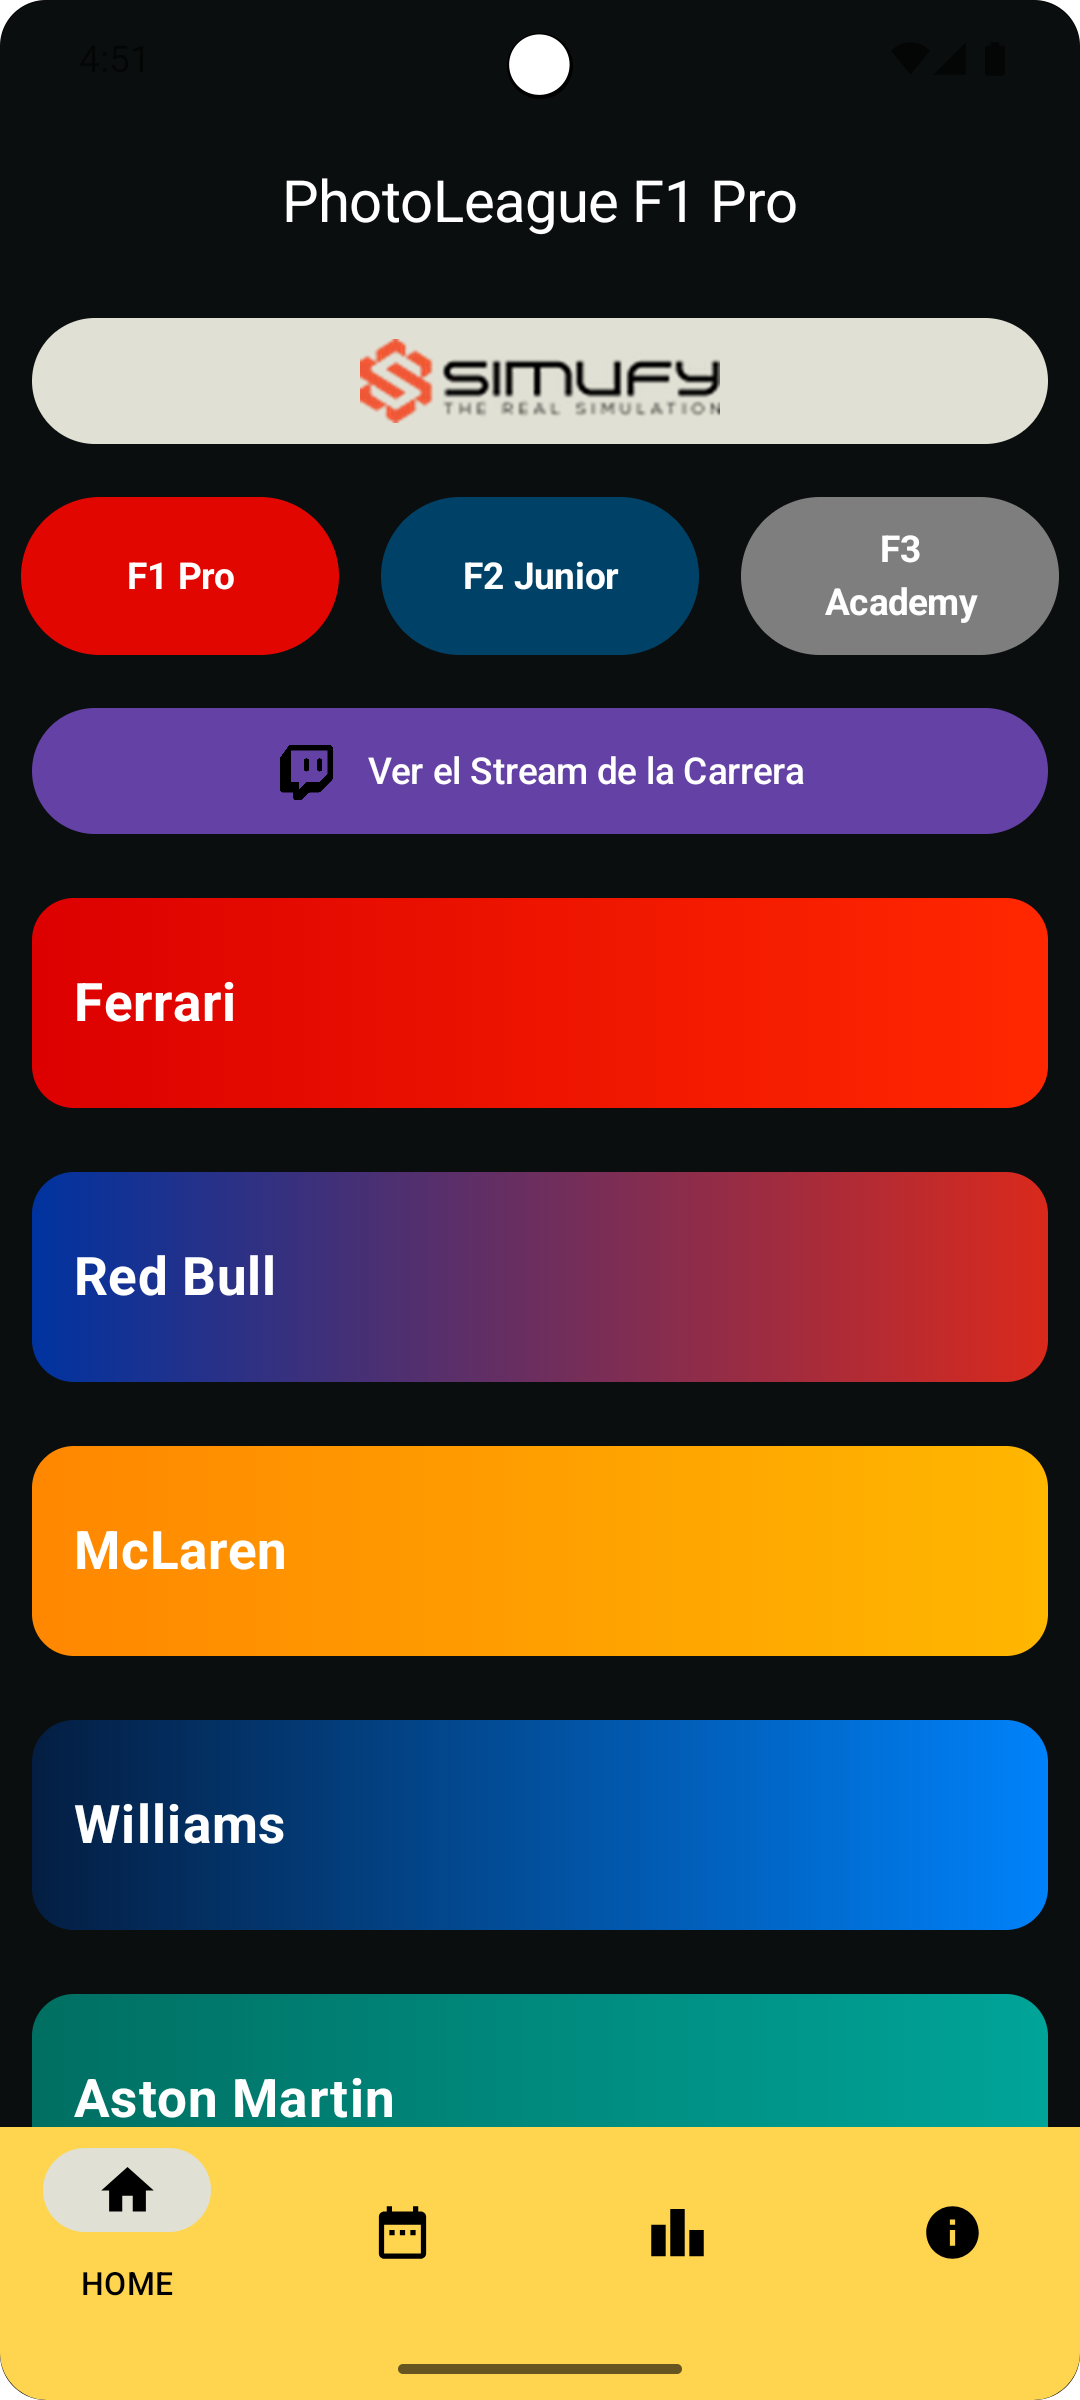 4:51
PhotoLeague F1 Pro
SIMUFY
THE REAL SIMULATION
F1 Pro
F2 Junior
F3
Academy
Ver el Stream de la Carrera
Ferrari
Red Bull
McLaren
Williams
Aston Martin
HOME